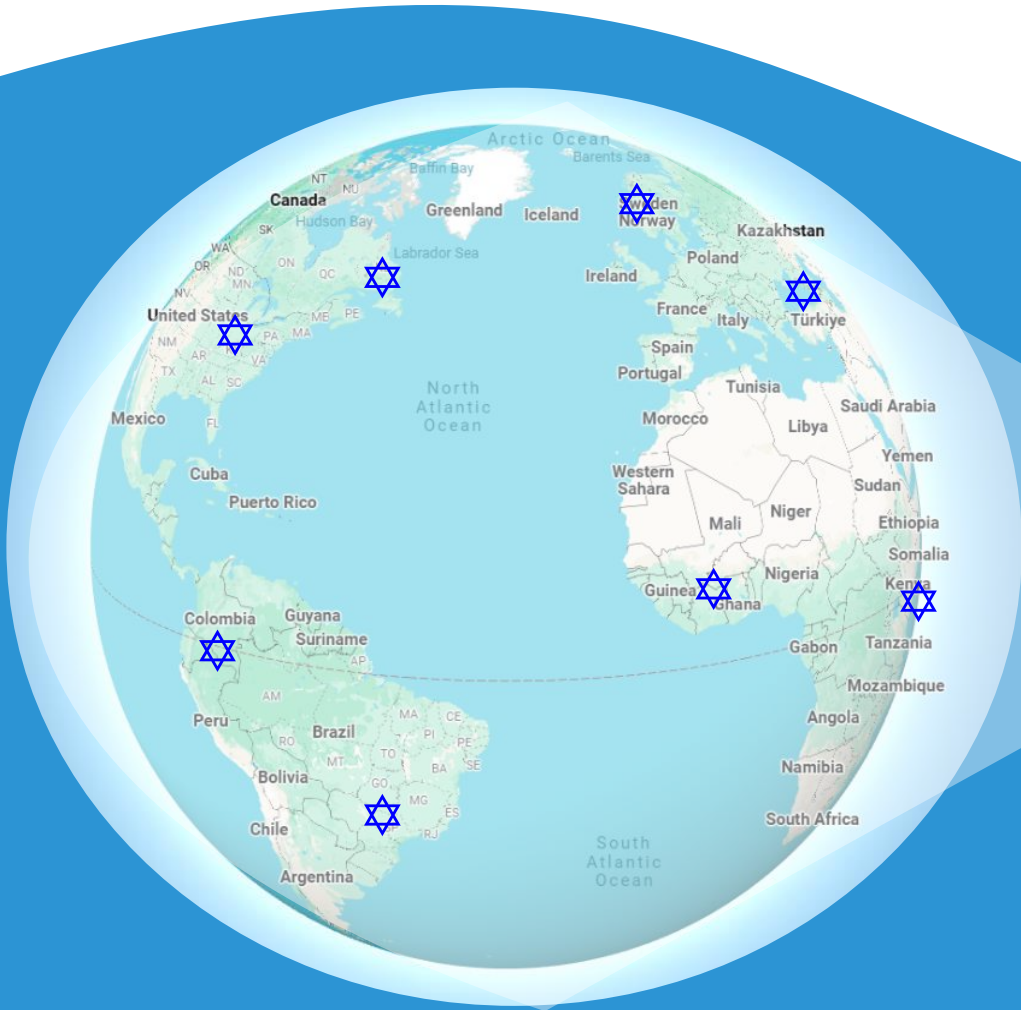 Arctic Ocean
Barents Sea
Baffin Bay
NT
NU
Canada
Greenland
Iceland
Sweden
Norway
Hudson Bay
SK
Kazakhstan
WA
Labrador Sea
Poland
OR
ND
ON
QC
Ireland
MN
NV
United States
ME
PE
France
Italy
Türkiye
MA
PA
NM
AR
VA
Spain
TX
Portugal
AL
SC
Tunisia
North
Atlantic
Ocean
Saudi Arabia
Mexico
FL
Morocco
Libya
Yemen
Cuba
Western
Sahara
Sudan
Puerto Rico
Niger
Mali
Ethiopia
Somalia
Nigeria
Kenya
Guinea
Ghana
Colombia
Guyana
Suriname
Gabon
Tanzania
AP
Mozambique
AM
Peru
MA
CE
Angola
Brazil
PI
RO
PE
TO
MT
BA
SE
Namibia
Bolivia
GO
MG
ES
Chile
RJ
South Africa
South
Atlantic
Ocean
Argentina